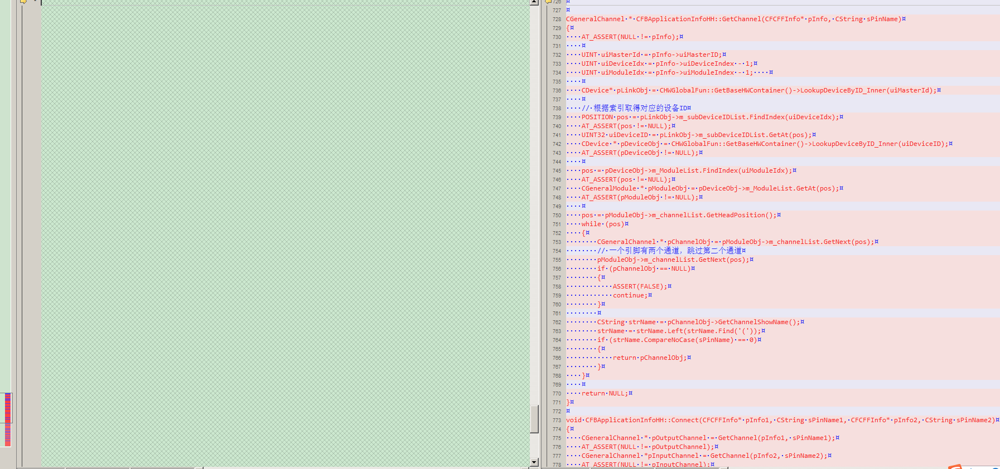 726
727
728 CGeneralChannel * CFBApplicationInfoHH::GetChannel(CFCFFInfo* pInfo, CString sPinName)
729 {
730     AT_ASSERT(NULL != pInfo);
731
732     UINT uiMasterId = pInfo->uiMasterID;
733     UINT uiDeviceIdx = pInfo->uiDeviceIndex - 1;
734     UINT uiModuleIdx = pInfo->uiModuleIndex - 1;
735
736     CDevice* pLinkObj = CHWGlobalFun::GetBaseHWContainer()->LookupDeviceByID_Inner(uiMasterId);
737
738     // 根据索引取得对应的设备ID
739     POSITION pos = pLinkObj->m_subDeviceIDList.FindIndex(uiDeviceIdx);
740     AT_ASSERT(pos != NULL);
741     UINT32 uiDeviceID = pLinkObj->m_subDeviceIDList.GetAt(pos);
742     CDevice * pDeviceObj = CHWGlobalFun::GetBaseHWContainer()->LookupDeviceByID_Inner(uiDeviceID);
743     AT_ASSERT(pDeviceObj != NULL);
744
745     pos = pDeviceObj->m_ModuleList.FindIndex(uiModuleIdx);
746     AT_ASSERT(pos != NULL);
747     CGeneralModule * pModuleObj = pDeviceObj->m_ModuleList.GetAt(pos);
748     AT_ASSERT(pModuleObj != NULL);
749
750     pos = pModuleObj->m_channelList.GetHeadPosition();
751     while (pos)
752     {
753         CGeneralChannel * pChannelObj = pModuleObj->m_channelList.GetNext(pos);
754         // 一个引脚有两个通道，跳过第二个通道
755         pModuleObj->m_channelList.GetNext(pos);
756         if (pChannelObj == NULL)
757         {
758             ASSERT(FALSE);
759             continue;
760         }
761
762         CString strName = pChannelObj->GetChannelShowName();
763         strName = strName.Left(strName.Find('('));
764         if (strName.CompareNoCase(sPinName) == 0)
765         {
766             return pChannelObj;
767         }
768     }
769
770     return NULL;
771 }
772
773 void CFBApplicationInfoHH::Connect(CFCFFInfo* pInfo1, CString sPinName1, CFCFFInfo* pInfo2, CString sPinName2)
774 {
775     CGeneralChannel * pOutputChannel = GetChannel(pInfo1, sPinName1);
776     AT_ASSERT(NULL != pOutputChannel);
777     CGeneralChannel *pInputChannel = GetChannel(pInfo2, sPinName2);
778     AT_ASSERT(NULL != pInputChannel);